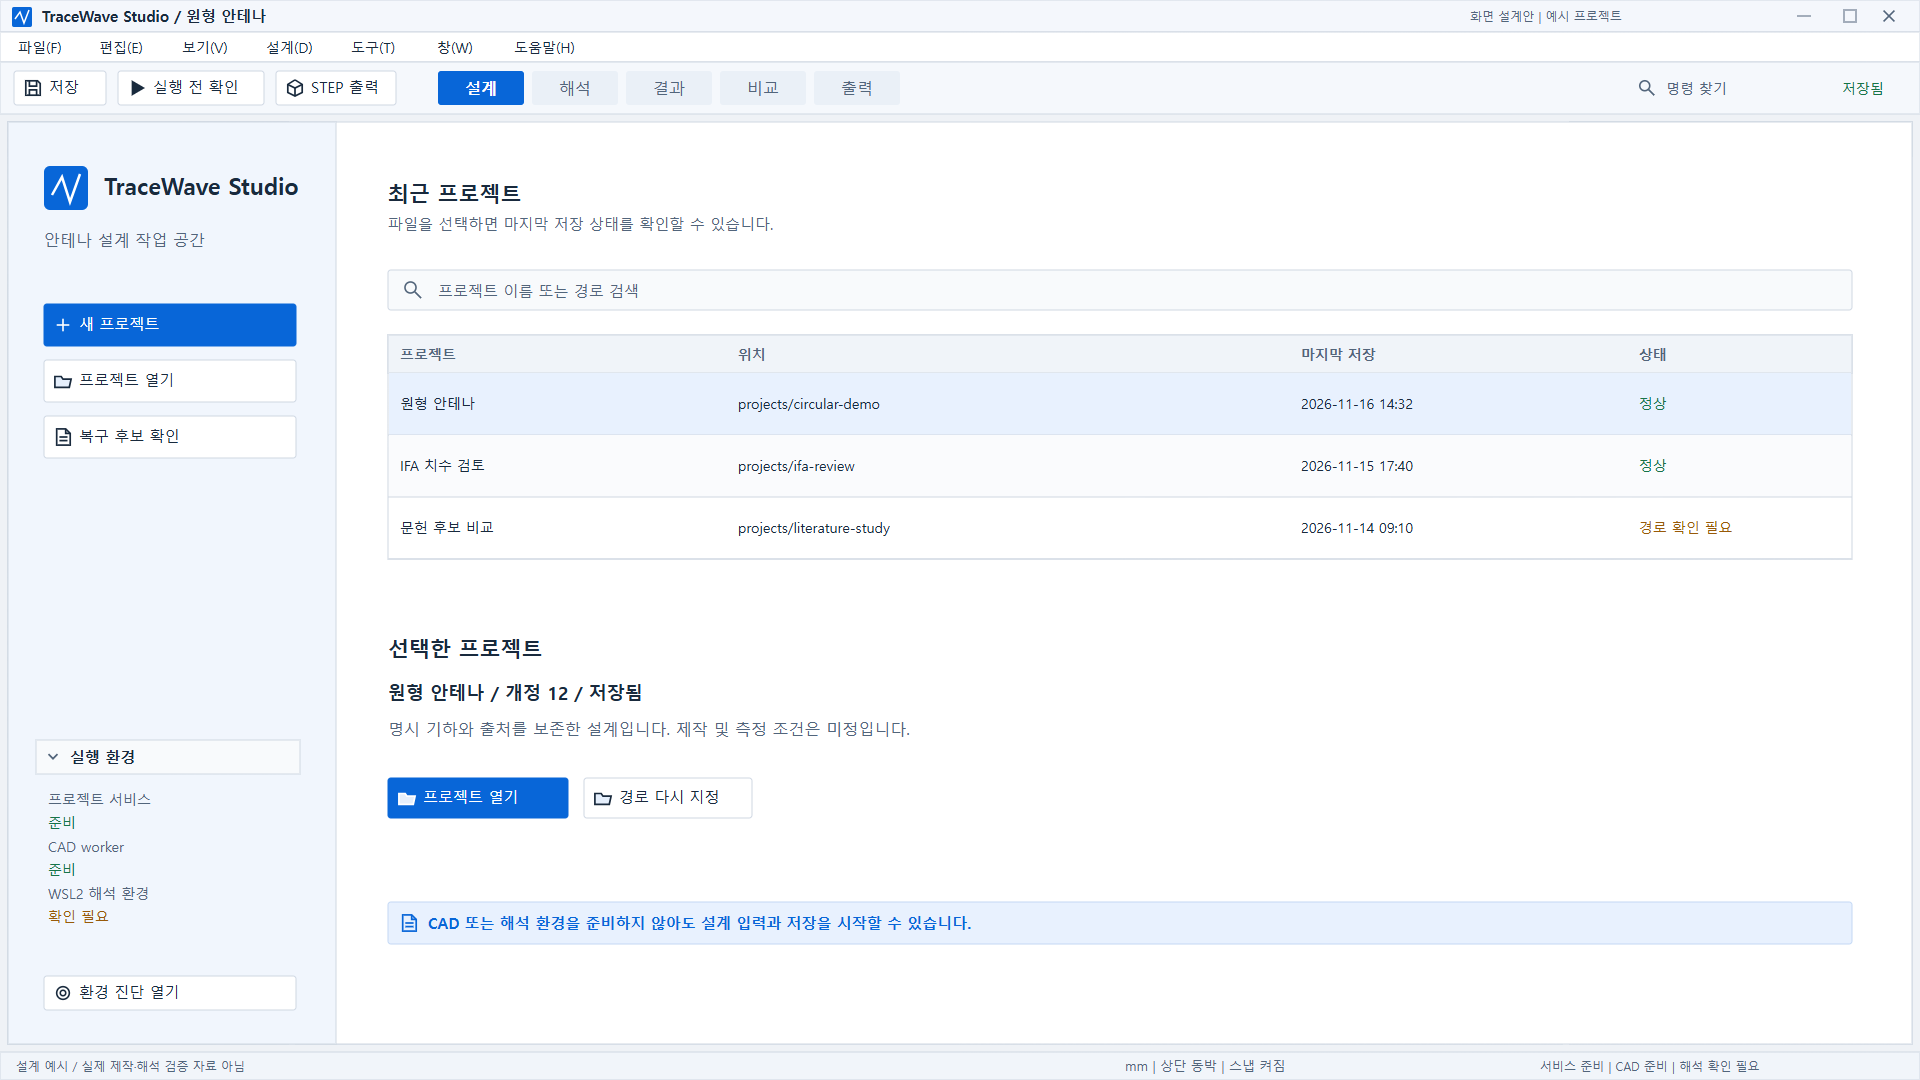 TraceWave Studio / 원형 안테나
화면 설계안 | 예시 프로젝트
파일(F) 편집(E) 보기(V) 설계(D) 도구(T) 창(W) 도움말(H)
저장 실행 전 확인 STEP 출력 설계 해석 결과 비교 출력 명령 찾기 저장됨
TraceWave Studio
안테나 설계 작업 공간
새 프로젝트
프로젝트 열기
복구 후보 확인
실행 환경
프로젝트 서비스
준비
CAD worker
준비
WSL2 해석 환경
확인 필요
환경 진단 열기
최근 프로젝트
파일을 선택하면 마지막 저장 상태를 확인할 수 있습니다.
프로젝트 이름 또는 경로 검색
프로젝트 위치 마지막 저장 상태
원형 안테나 projects/circular-demo 2026-11-16 14:32 정상
IFA 치수 검토 projects/ifa-review 2026-11-15 17:40 정상
문헌 후보 비교 projects/literature-study 2026-11-14 09:10 경로 확인 필요
선택한 프로젝트
원형 안테나 / 개정 12 / 저장됨
명시 기하와 출처를 보존한 설계입니다. 제작 및 측정 조건은 미정입니다.
프로젝트 열기 경로 다시 지정
CAD 또는 해석 환경을 준비하지 않아도 설계 입력과 저장을 시작할 수 있습니다.
설계 예시 / 실제 제작·해석 검증 자료 아님
mm | 상단 동박 | 스냅 켜짐
서비스 준비 | CAD 준비 | 해석 확인 필요